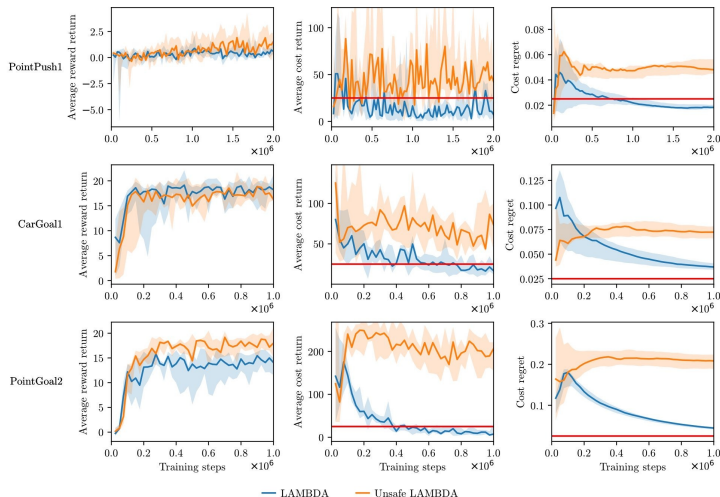 PointPush1
Average reward return
2.5
0.0
−2.5
−5.0
0.0 0.5 1.0 1.5 2.0
Training steps ×10⁶
Average cost return
100
50
0
0.0 0.5 1.0 1.5 2.0
×10⁶
Cost regret
0.08
0.06
0.04
0.02
0.0 0.5 1.0 1.5 2.0
×10⁶
CarGoal1
Average reward return
20
15
10
5
0
0.0 0.2 0.4 0.6 0.8 1.0
×10⁶
Average cost return
100
50
0.0 0.2 0.4 0.6 0.8 1.0
×10⁶
Cost regret
0.125
0.100
0.075
0.050
0.025
0.0 0.2 0.4 0.6 0.8 1.0
×10⁶
PointGoal2
Average reward return
20
15
10
5
0
0.0 0.2 0.4 0.6 0.8 1.0
Training steps ×10⁶
Average cost return
200
100
0
0.0 0.2 0.4 0.6 0.8 1.0
Training steps ×10⁶
Cost regret
0.3
0.2
0.1
0.0 0.2 0.4 0.6 0.8 1.0
Training steps ×10⁶
LAMBDA Unsafe LAMBDA